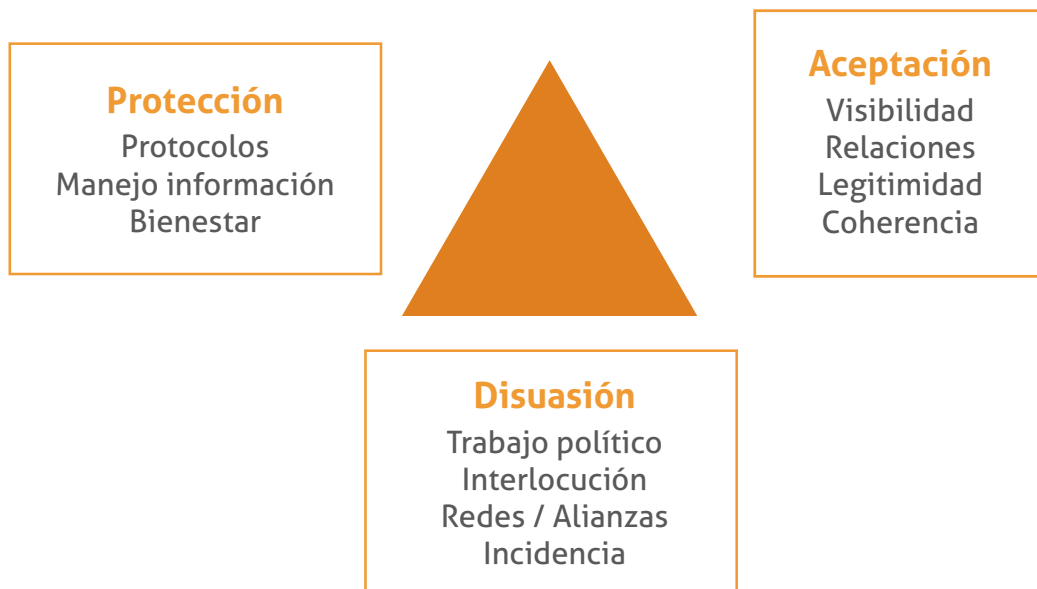 Protección
Protocolos
Manejo información
Bienestar
Aceptación
Visibilidad
Relaciones
Legitimidad
Coherencia
Disuasión
Trabajo político
Interlocución
Redes / Alianzas
Incidencia